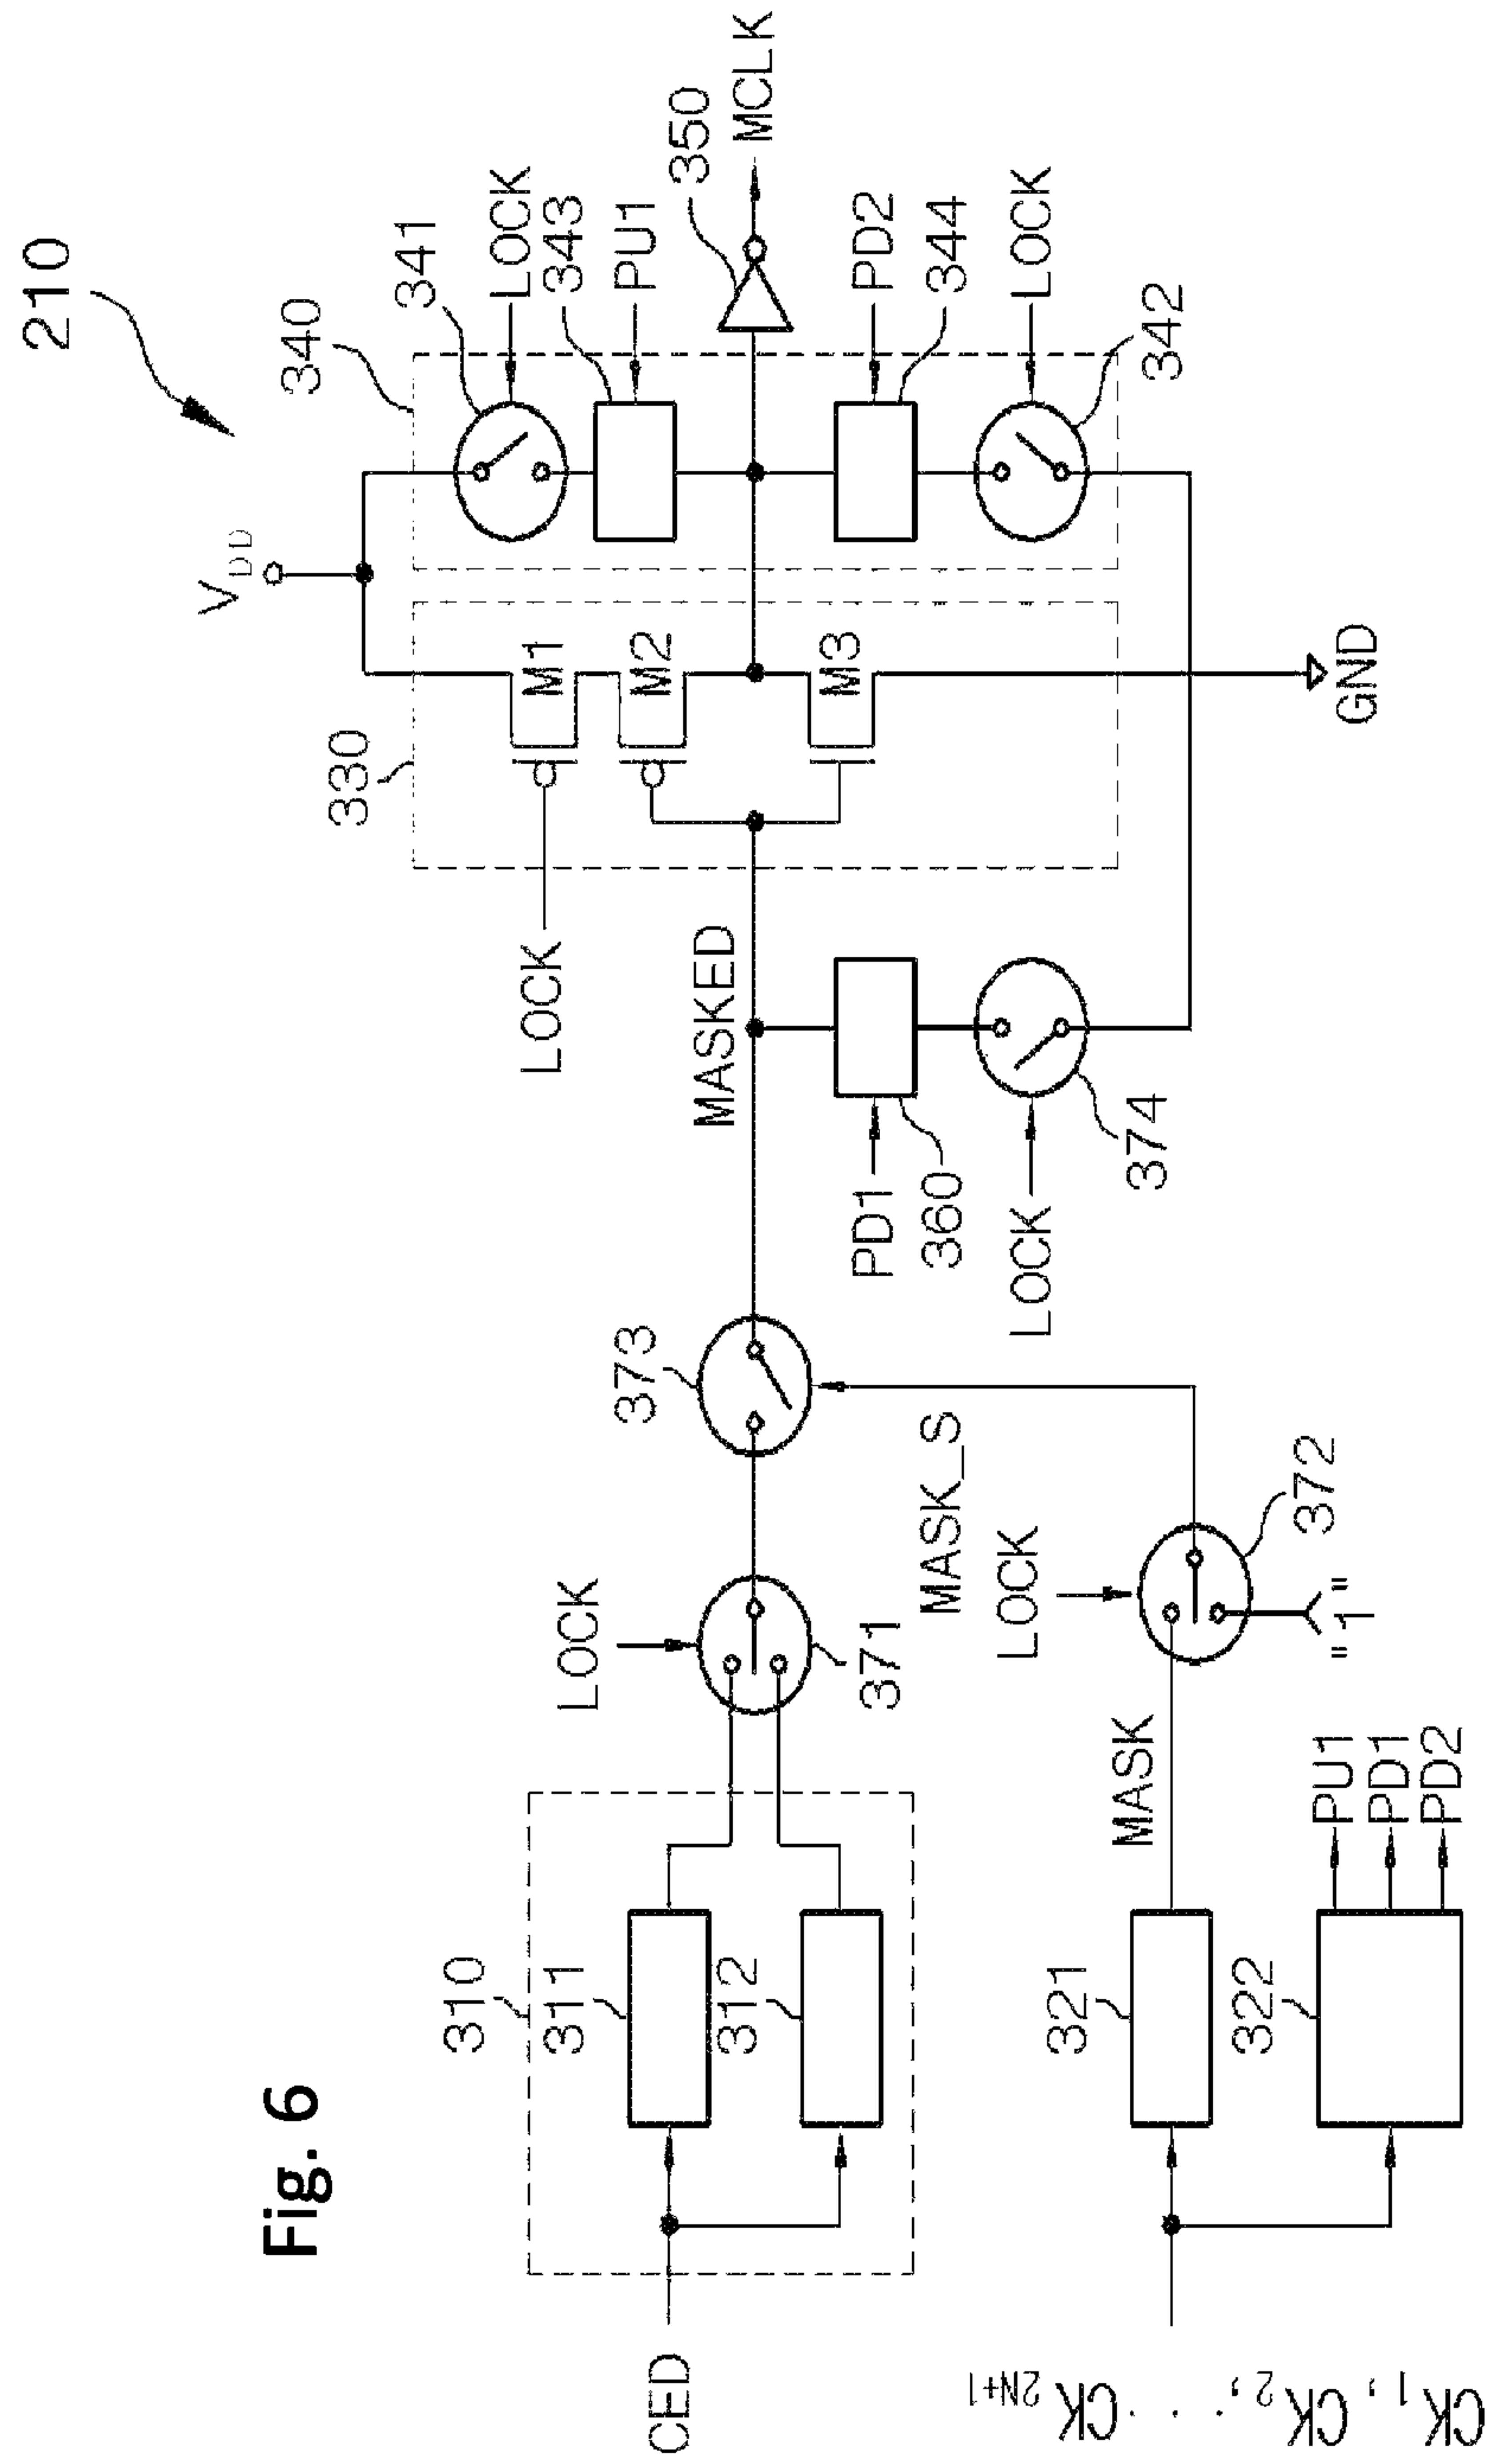 Fig. 6
210
V DD
340
341
LOCK
343
PU1
350
MCLK
PD2
344
LOCK
342
330
M1
M2
M3
LOCK
GND
MASKED
PD1
360
LOCK
374
373
MASK_S
LOCK
371
LOCK
372
"1"
310
311
312
CED
MASK
321
322
PU1
PD1
PD2
CK1, CK2, ... CK2N+1